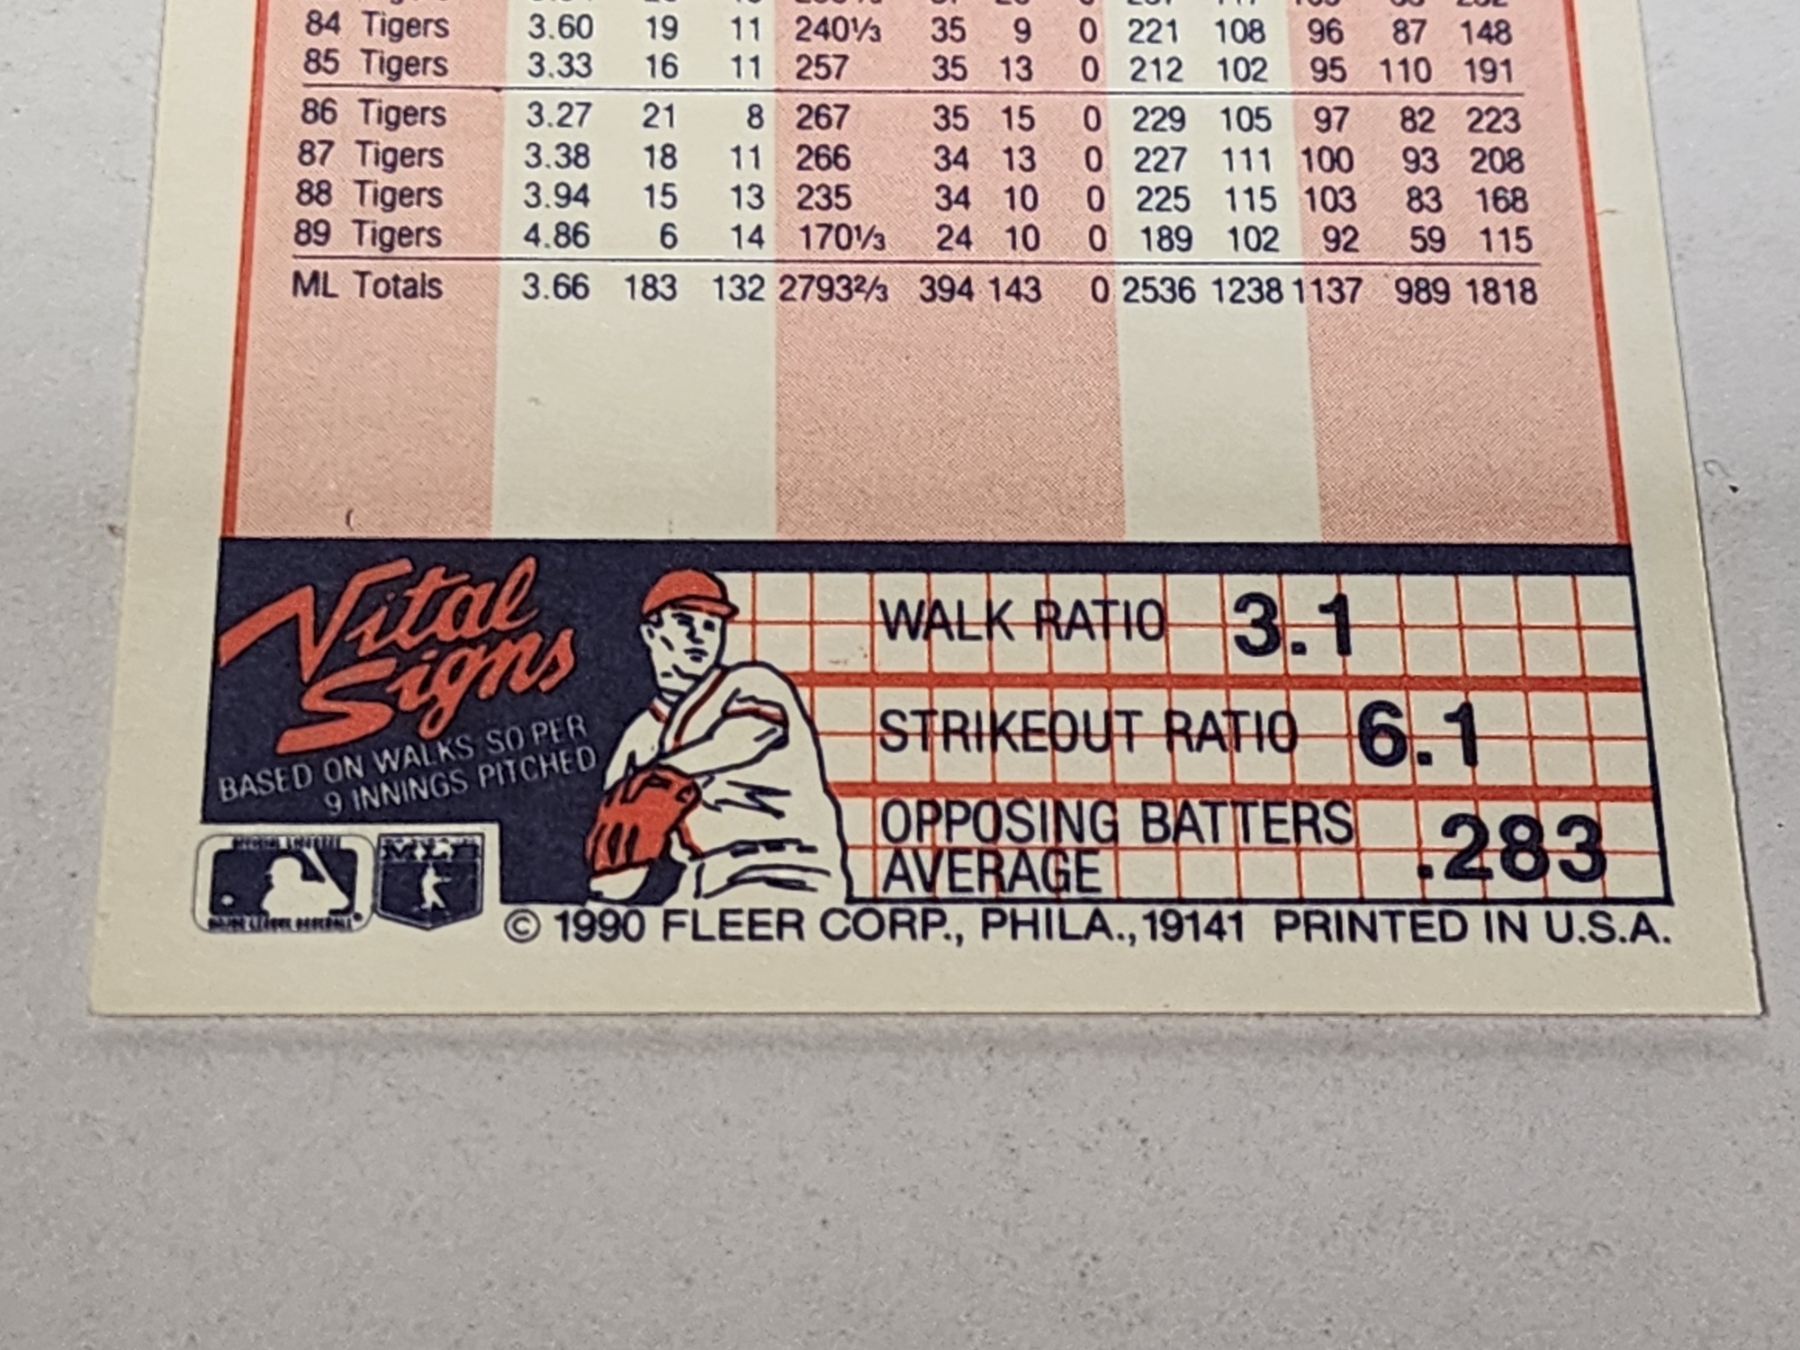 84 Tigers 3.60 19 11 240⅓ 35 9 0 221 108 96 87 148
85 Tigers 3.33 16 11 257 35 13 0 212 102 95 110 191
86 Tigers 3.27 21 8 267 35 15 0 229 105 97 82 223
87 Tigers 3.38 18 11 266 34 13 0 227 111 100 93 208
88 Tigers 3.94 15 13 235 34 10 0 225 115 103 83 168
89 Tigers 4.86 6 14 170⅓ 24 10 0 189 102 92 59 115
ML Totals 3.66 183 132 2793⅔ 394 143 0 2536 1238 1137 989 1818
Vital
Signs
BASED ON WALKS SO PER
9 INNINGS PITCHED
WALK RATIO 3.1
STRIKEOUT RATIO 6.1
OPPOSING BATTERS
AVERAGE .283
© 1990 FLEER CORP., PHILA., 19141 PRINTED IN U.S.A.